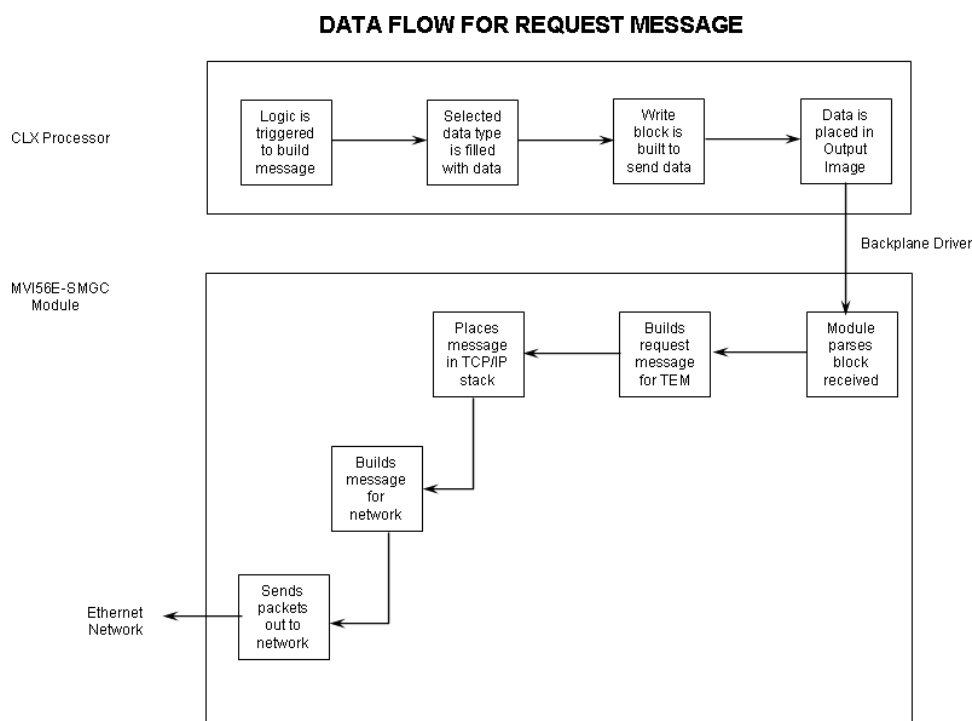 DATA FLOW FOR REQUEST MESSAGE
CLX Processor
Logic is
triggered
to build
message
Selected
data type
is filled
with data
Write
block is
built to
send data
Data is
placed in
Output
Image
Backplane Driver
MVI56E-SMGC
Module
Places
message
in TCP/IP
stack
Builds
request
message
for TEM
Module
parses
block
received
Builds
message
for
network
Sends
packets
out to
network
Ethernet
Network